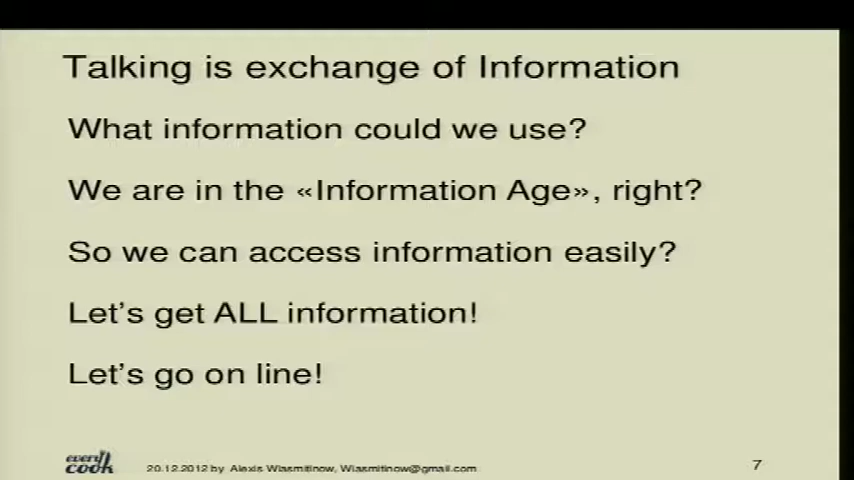 Talking is exchange of Information
What information could we use?
We are in the «Information Age», right?
So we can access information easily?
Let's get ALL information!
Let's go on line!
every cook
20.12.2012 by Alexis Wiasmitinow, Wiasmitinow@gmail.com
7